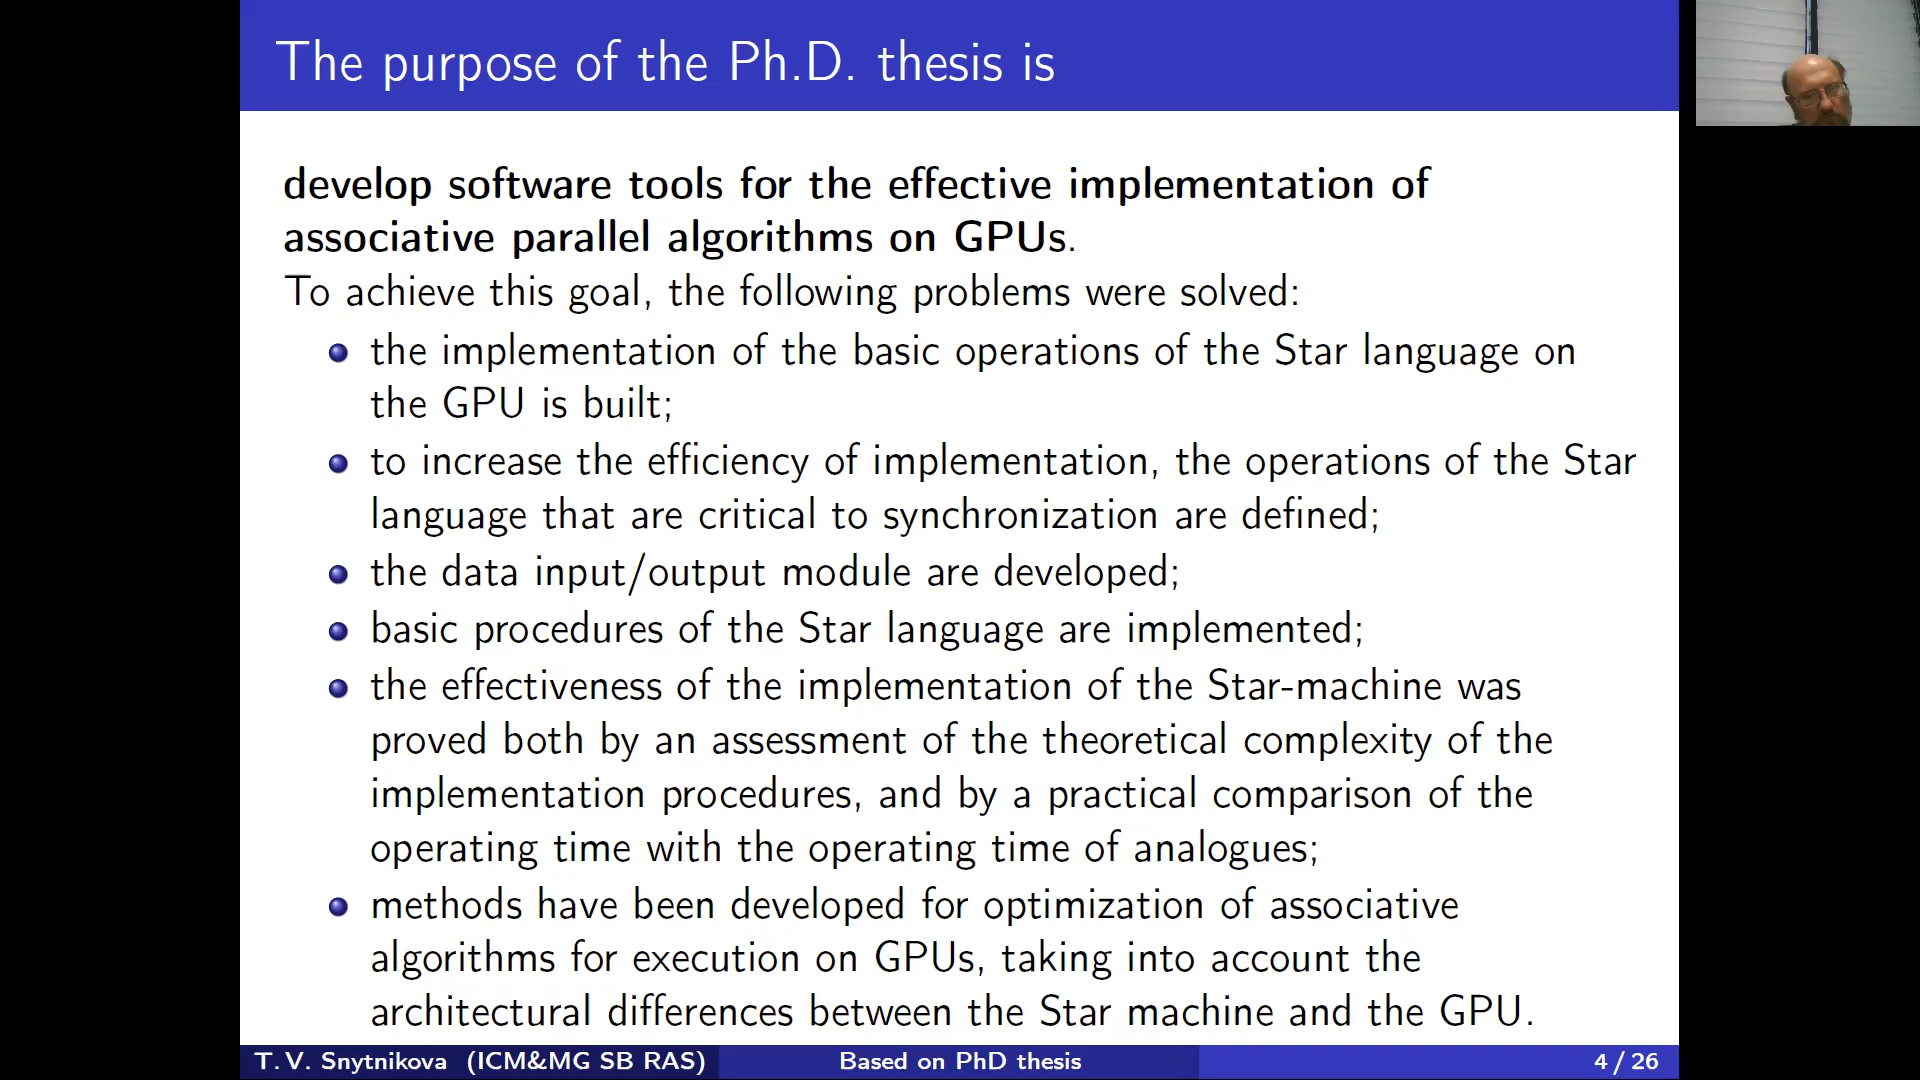 The purpose of the Ph.D. thesis is
develop software tools for the effective implementation of
associative parallel algorithms on GPUs.
To achieve this goal, the following problems were solved:
the implementation of the basic operations of the Star language on
the GPU is built;
to increase the efficiency of implementation, the operations of the Star
language that are critical to synchronization are defined;
the data input/output module are developed;
basic procedures of the Star language are implemented;
the effectiveness of the implementation of the Star-machine was
proved both by an assessment of the theoretical complexity of the
implementation procedures, and by a practical comparison of the
operating time with the operating time of analogues;
methods have been developed for optimization of associative
algorithms for execution on GPUs, taking into account the
architectural differences between the Star machine and the GPU.
T.V. Snytnikova (ICM&MG SB RAS) Based on PhD thesis 4 / 26